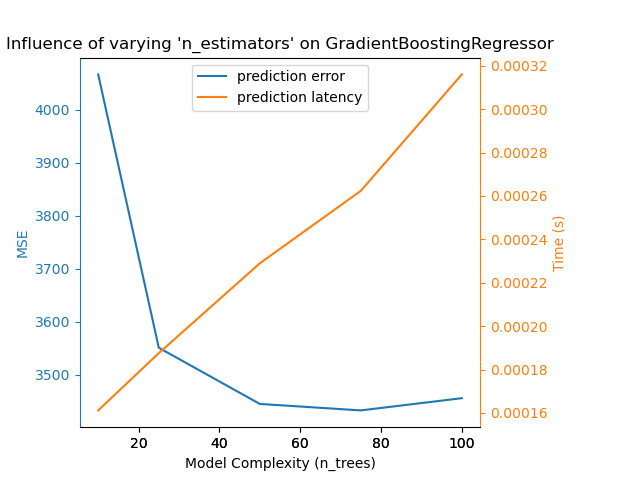 Influence of varying 'n_estimators' on GradientBoostingRegressor
prediction error
prediction latency
4000
3900
3800
3700
3600
3500
MSE
0.00032
0.00030
0.00028
0.00026
0.00024
0.00022
0.00020
0.00018
0.00016
Time (s)
20 40 60 80 100
Model Complexity (n_trees)